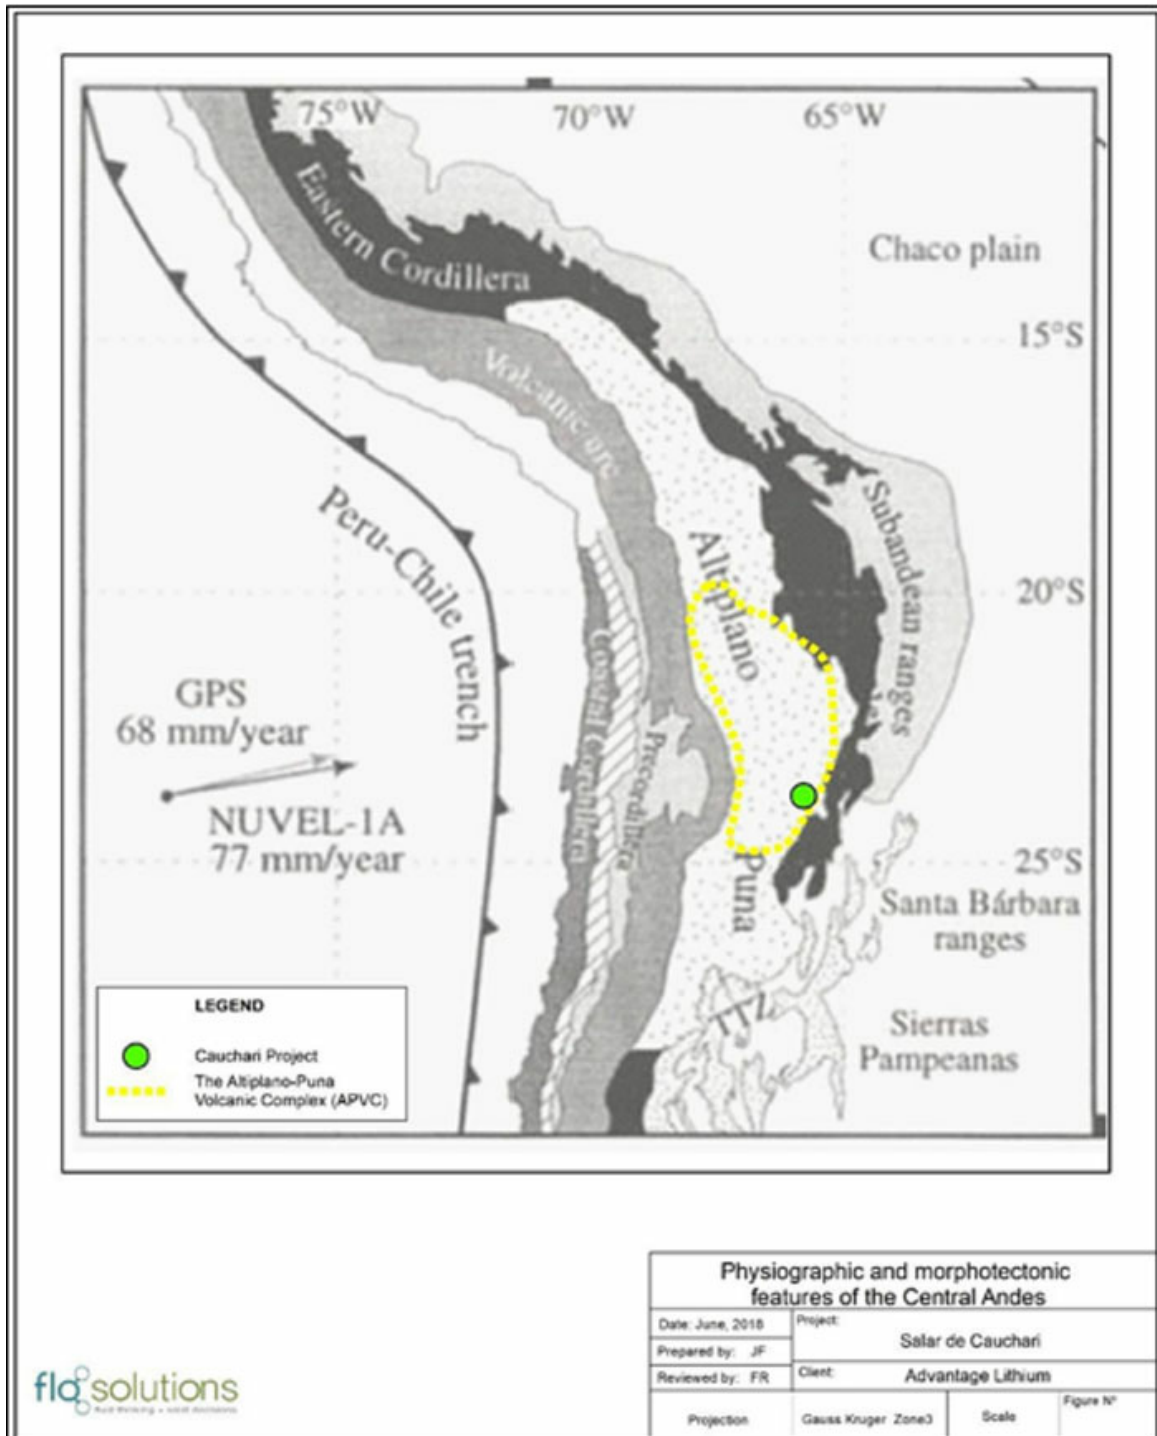 75°W
70°W
65°W
Eastern Cordillera
Chaco plain
15°S
Volcanic arc
Peru-Chile trench
Altiplano
Subandean ranges
20°S
Coastal Cordillera
Precordillera
GPS
68 mm/year
NUVEL-1A
77 mm/year
Puna
25°S
Santa Bárbara
ranges
TTZ
Sierras
Pampeanas
LEGEND
Cauchari Project
The Altiplano-Puna
Volcanic Complex (APVC)
Physiographic and morphotectonic
features of the Central Andes
Date: June, 2018
Project:
Salar de Cauchari
Prepared by: JF
Reviewed by: FR
Client:
Advantage Lithium
Projection
Gauss Kruger Zone3
Scale
Figure N°
flosolutions